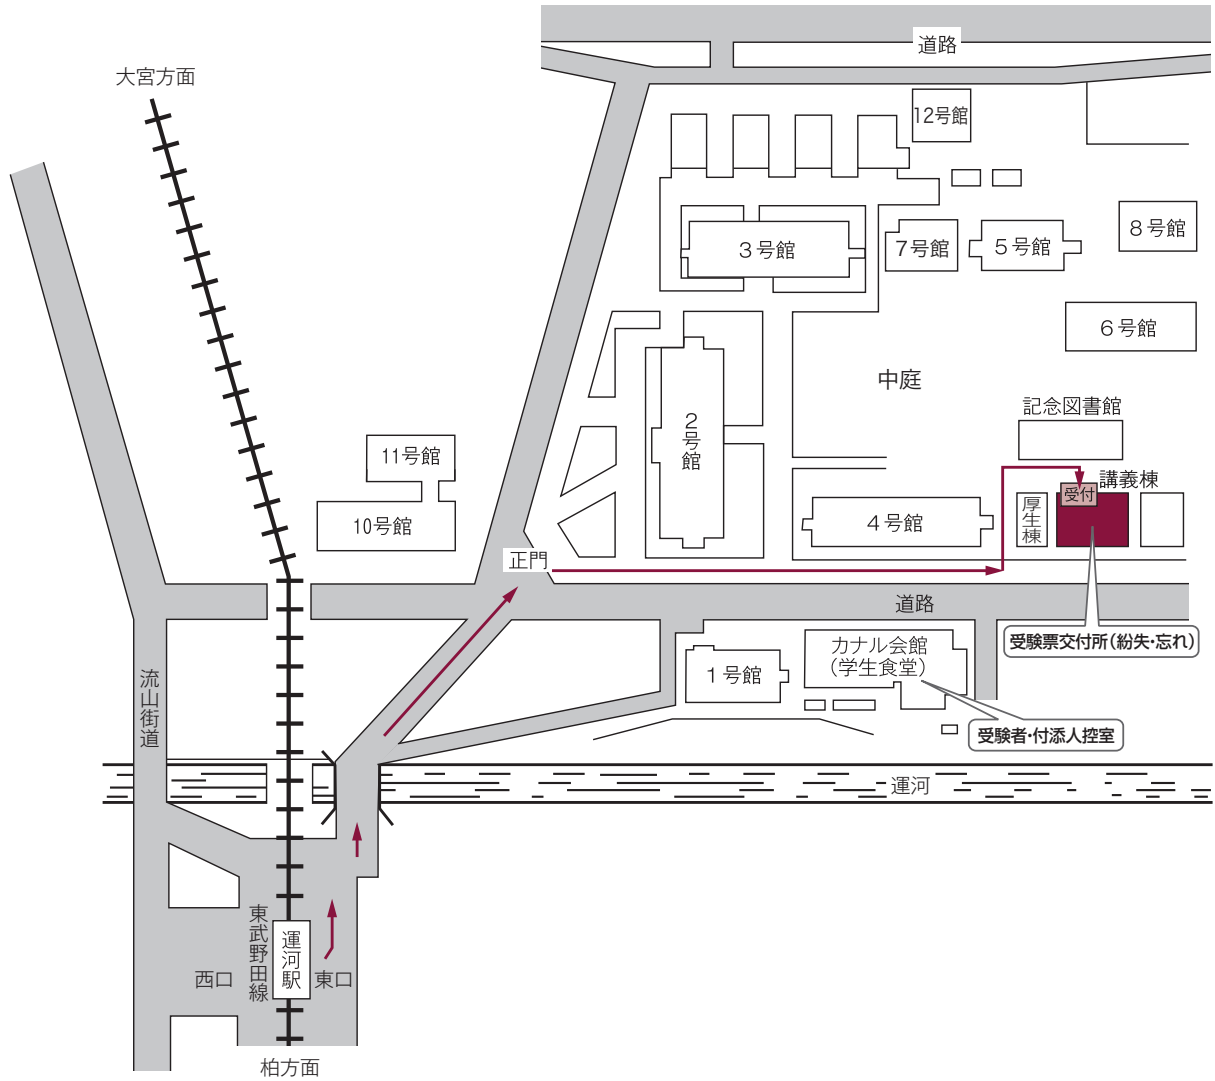 道路
大宮方面
12号館
8号館
3号館
7号館
5号館
6号館
中庭
記念図書館
2号館
11号館
講義棟
受付
10号館
4号館
厚生棟
正門
道路
受験票交付所(紛失・忘れ)
カナル会館
(学生食堂)
1号館
流山街道
受験者・付添人控室
運河
東武野田線
運河駅
西口
東口
柏方面